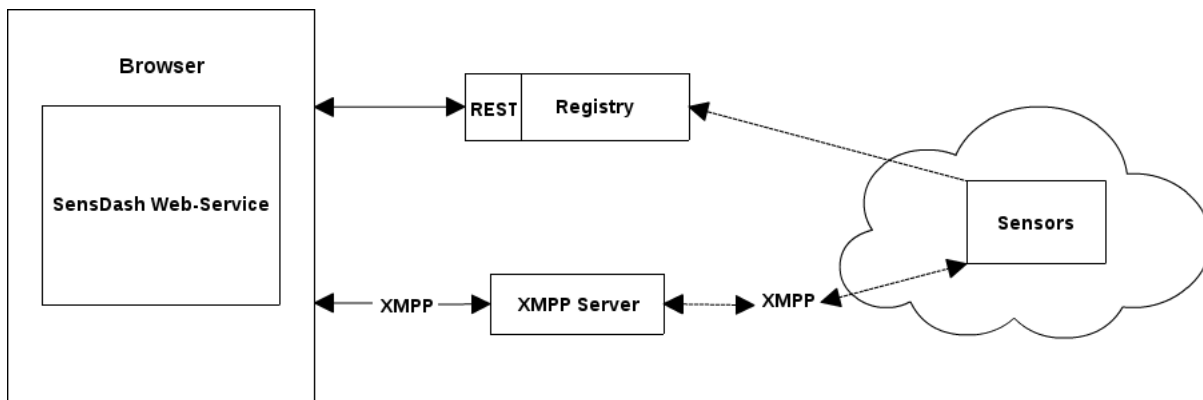 Browser
SensDash Web-Service
REST
Registry
Sensors
XMPP
XMPP Server
XMPP